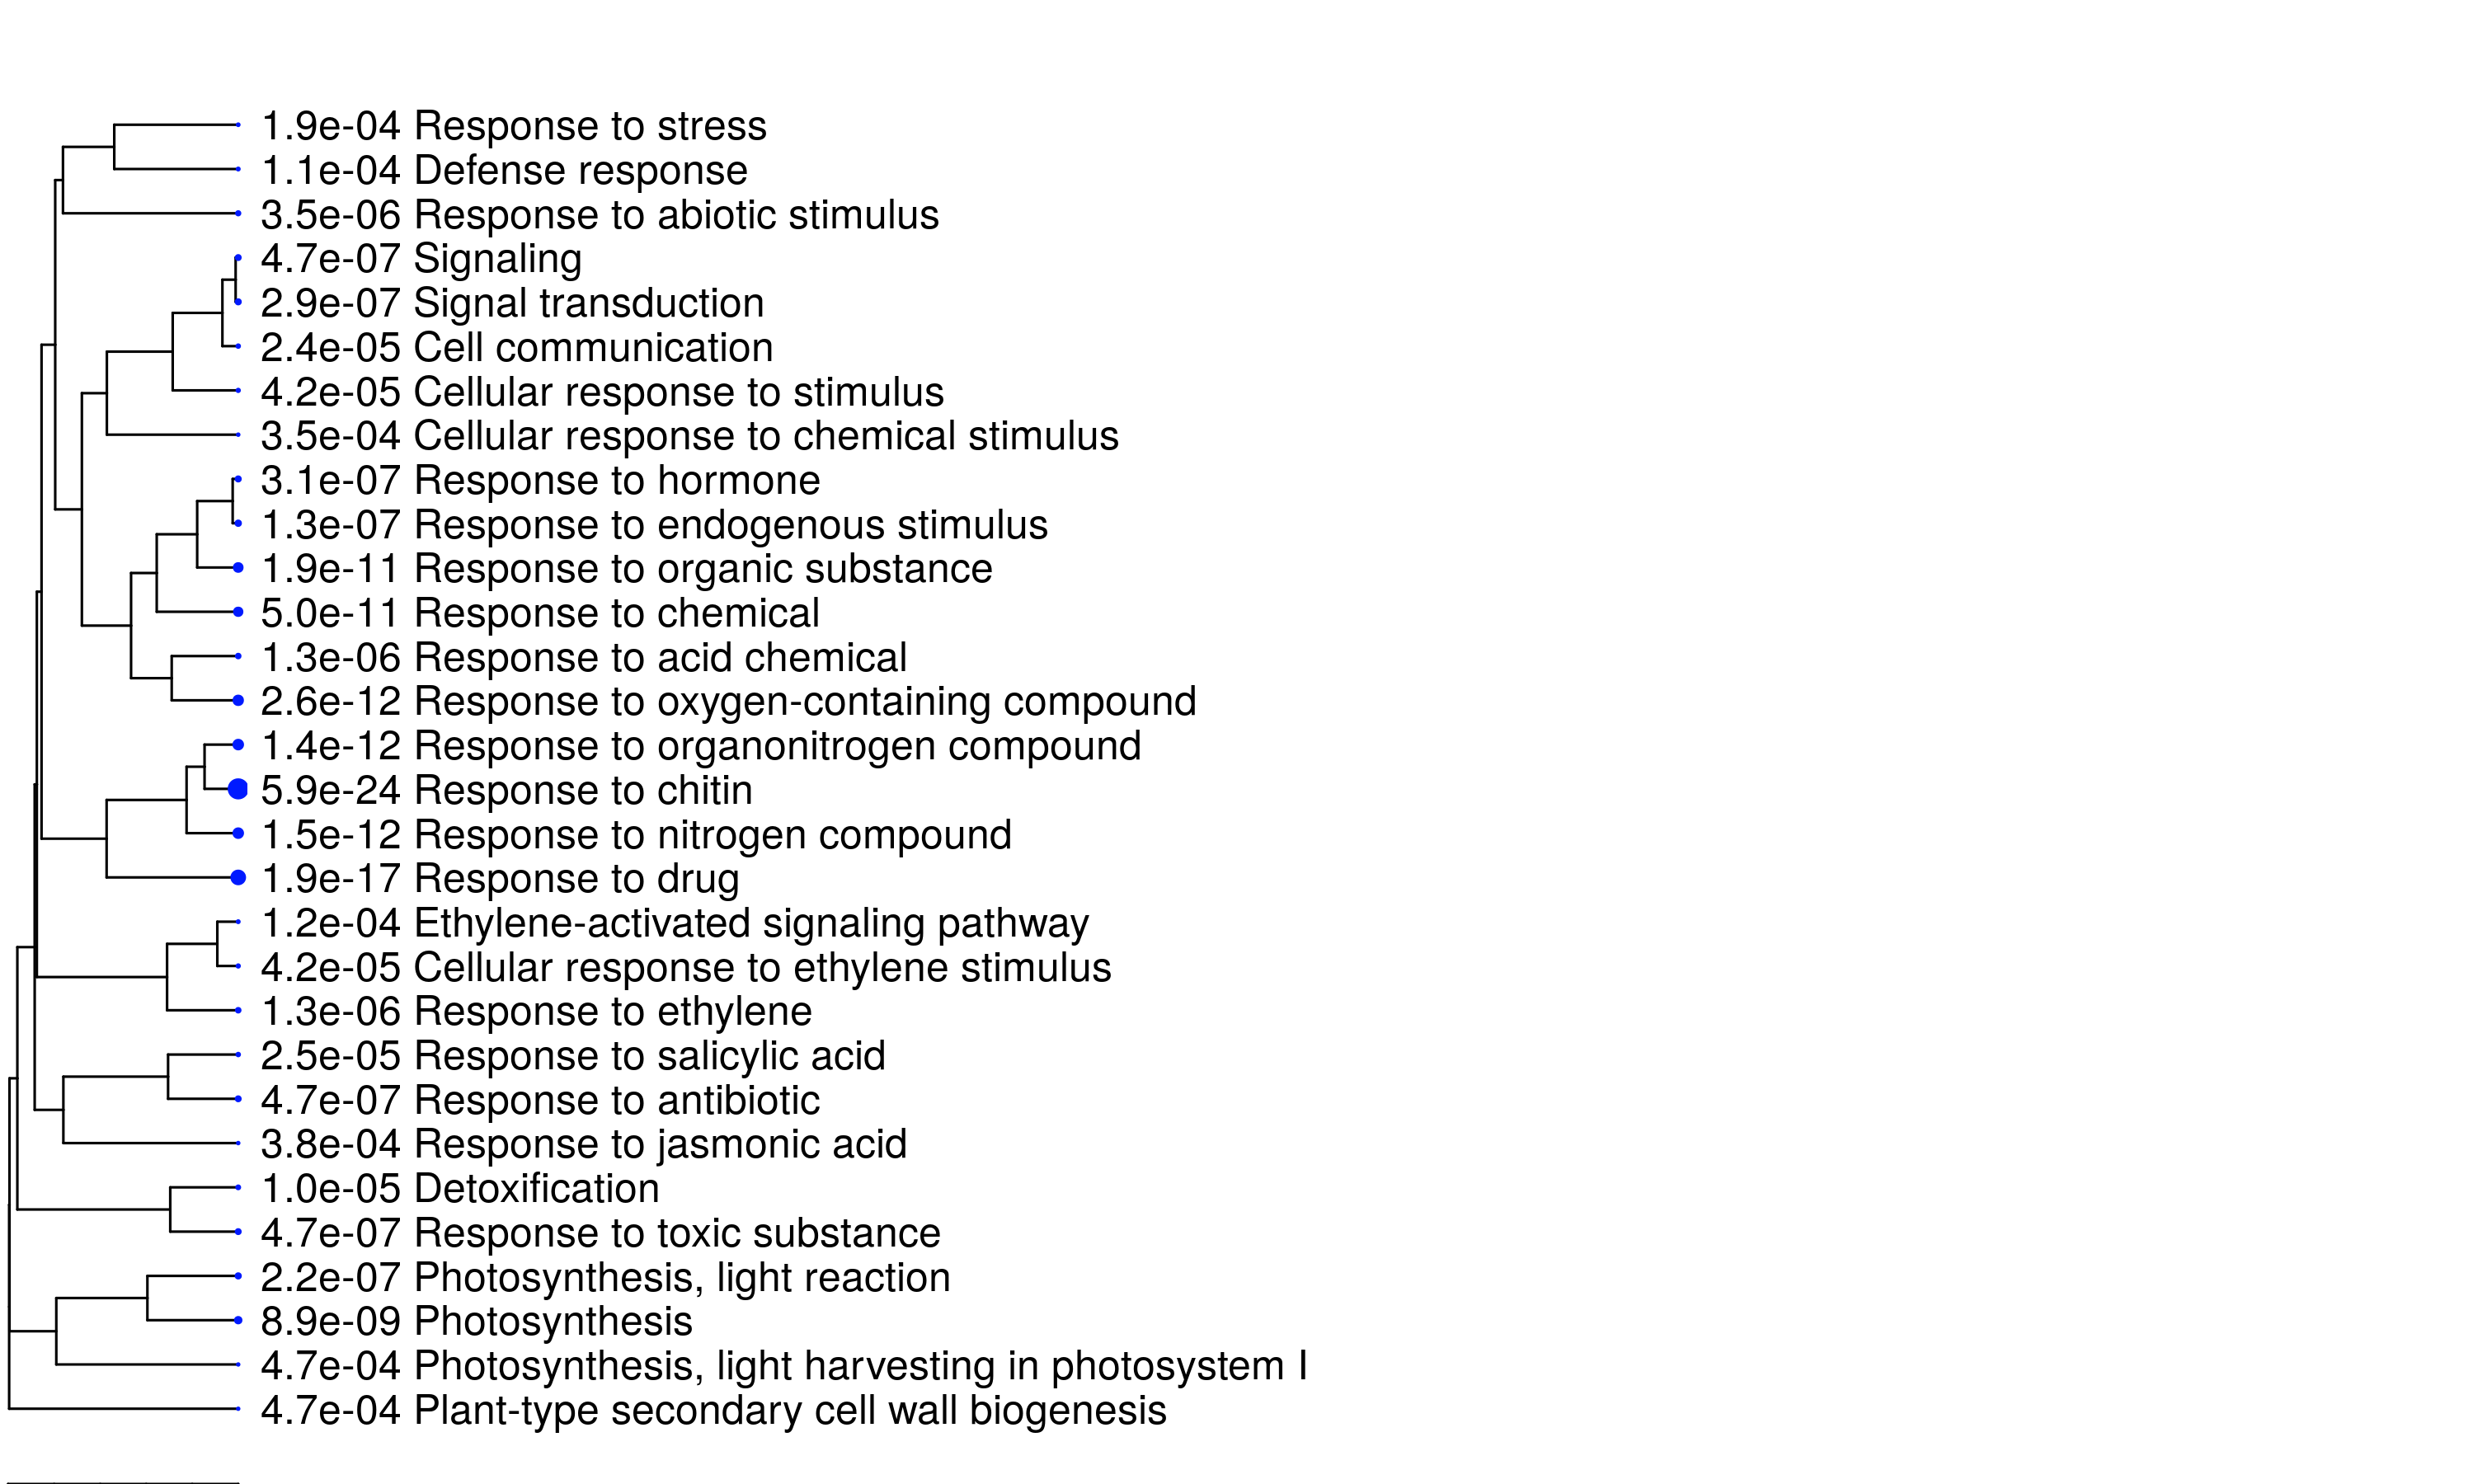 1.9e-04 Response to stress
1.1e-04 Defense response
3.5e-06 Response to abiotic stimulus
4.7e-07 Signaling
2.9e-07 Signal transduction
2.4e-05 Cell communication
4.2e-05 Cellular response to stimulus
3.5e-04 Cellular response to chemical stimulus
3.1e-07 Response to hormone
1.3e-07 Response to endogenous stimulus
1.9e-11 Response to organic substance
5.0e-11 Response to chemical
1.3e-06 Response to acid chemical
2.6e-12 Response to oxygen-containing compound
1.4e-12 Response to organonitrogen compound
5.9e-24 Response to chitin
1.5e-12 Response to nitrogen compound
1.9e-17 Response to drug
1.2e-04 Ethylene-activated signaling pathway
4.2e-05 Cellular response to ethylene stimulus
1.3e-06 Response to ethylene
2.5e-05 Response to salicylic acid
4.7e-07 Response to antibiotic
3.8e-04 Response to jasmonic acid
1.0e-05 Detoxification
4.7e-07 Response to toxic substance
2.2e-07 Photosynthesis, light reaction
8.9e-09 Photosynthesis
4.7e-04 Photosynthesis, light harvesting in photosystem I
4.7e-04 Plant-type secondary cell wall biogenesis